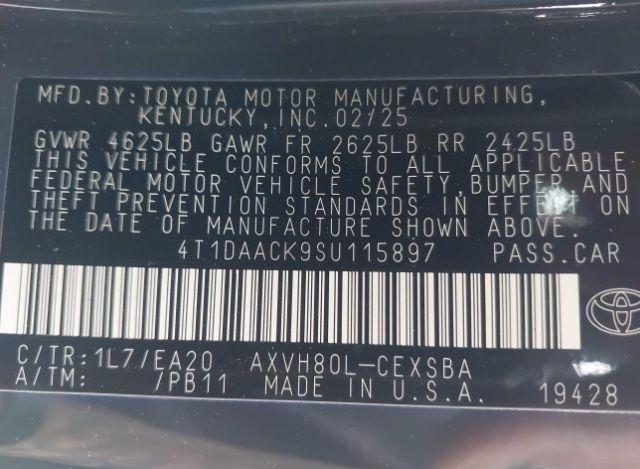 MFD.BY:TOYOTA MOTOR MANUFACTURING,
KENTUCKY,INC.02/25
GVWR 4625LB GAWR FR 2625LB RR 2425LB
THIS VEHICLE CONFORMS TO ALL APPLICABLE
FEDERAL MOTOR VEHICLE SAFETY,BUMPER,AND
THEFT PREVENTION STANDARDS IN EFFECT ON
THE DATE OF MANUFACTURE SHOWN ABOVE.
4T1DAACK9SU115897 PASS.CAR
C/TR:1L7/EA20 AXVH80L-CEXSBA
A/TM: /PB11 MADE IN U.S.A. 19428